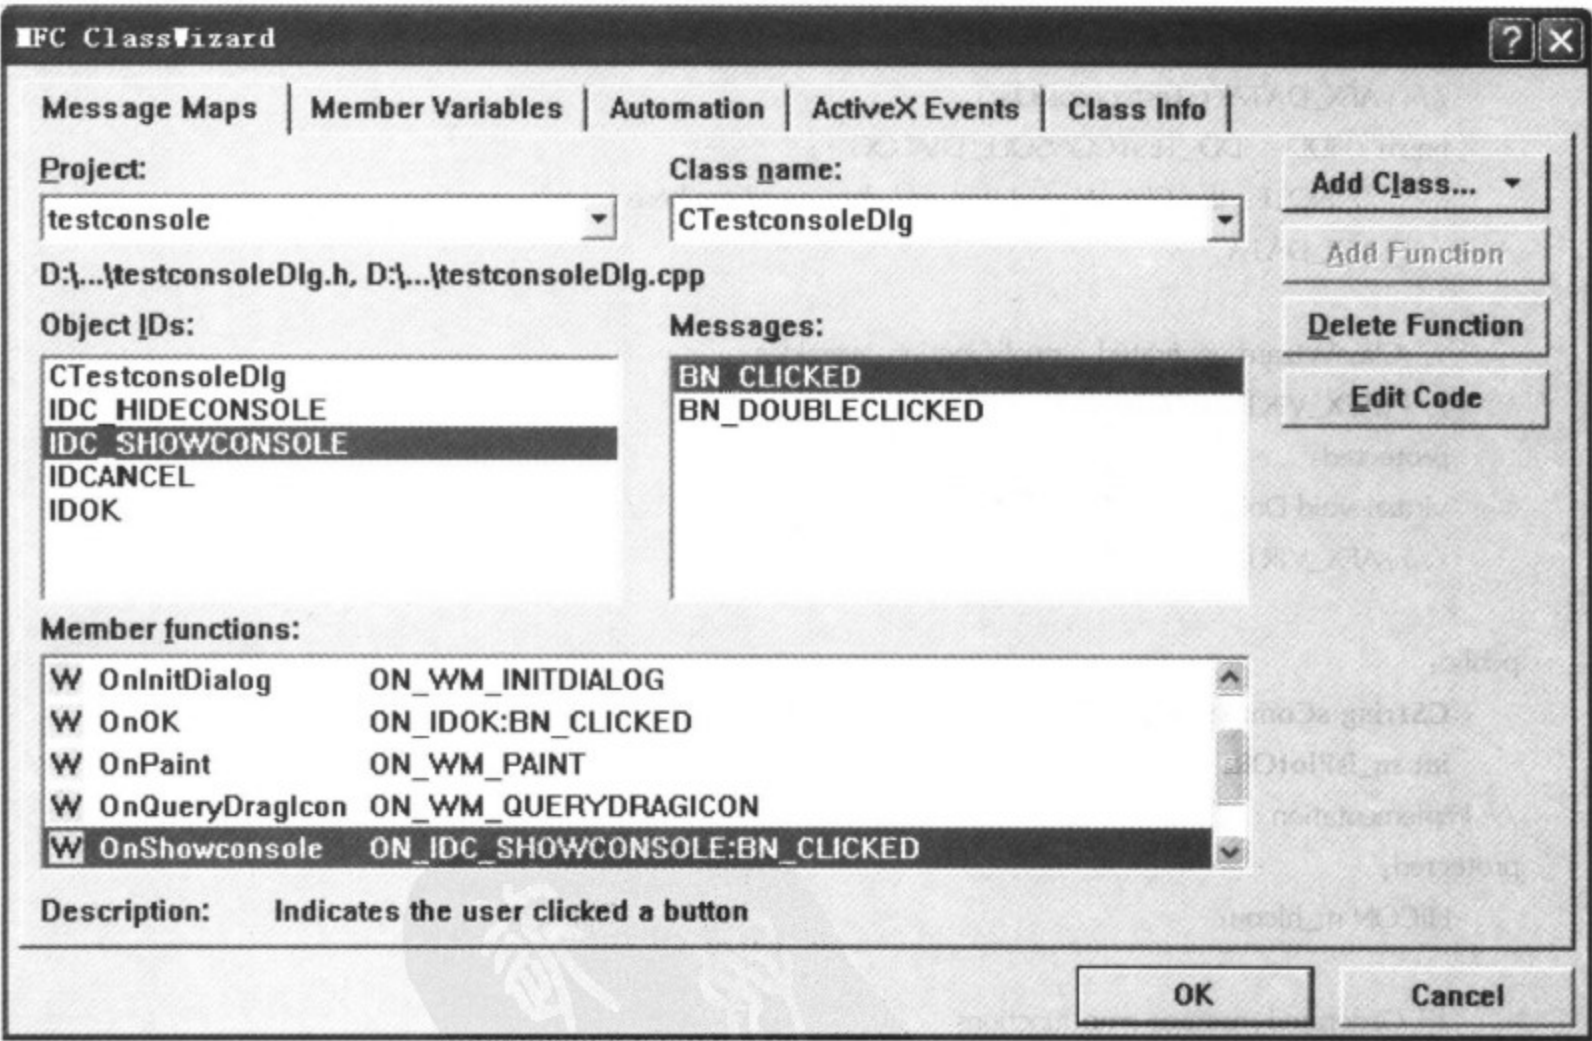 MFC ClassWizard
Message Maps Member Variables Automation ActiveX Events Class Info
Project: Class name:
testconsole CTestconsoleDlg Add Class...
D:\...\testconsoleDlg.h, D:\...\testconsoleDlg.cpp Add Function
Object IDs: Messages: Delete Function
CTestconsoleDlg BN_CLICKED
IDC_HIDECONSOLE BN_DOUBLECLICKED Edit Code
IDC_SHOWCONSOLE
IDCANCEL
IDOK
Member functions:
W OnInitDialog ON_WM_INITDIALOG
W OnOK ON_IDOK:BN_CLICKED
W OnPaint ON_WM_PAINT
W OnQueryDragIcon ON_WM_QUERYDRAGICON
W OnShowconsole ON_IDC_SHOWCONSOLE:BN_CLICKED
Description: Indicates the user clicked a button
OK Cancel